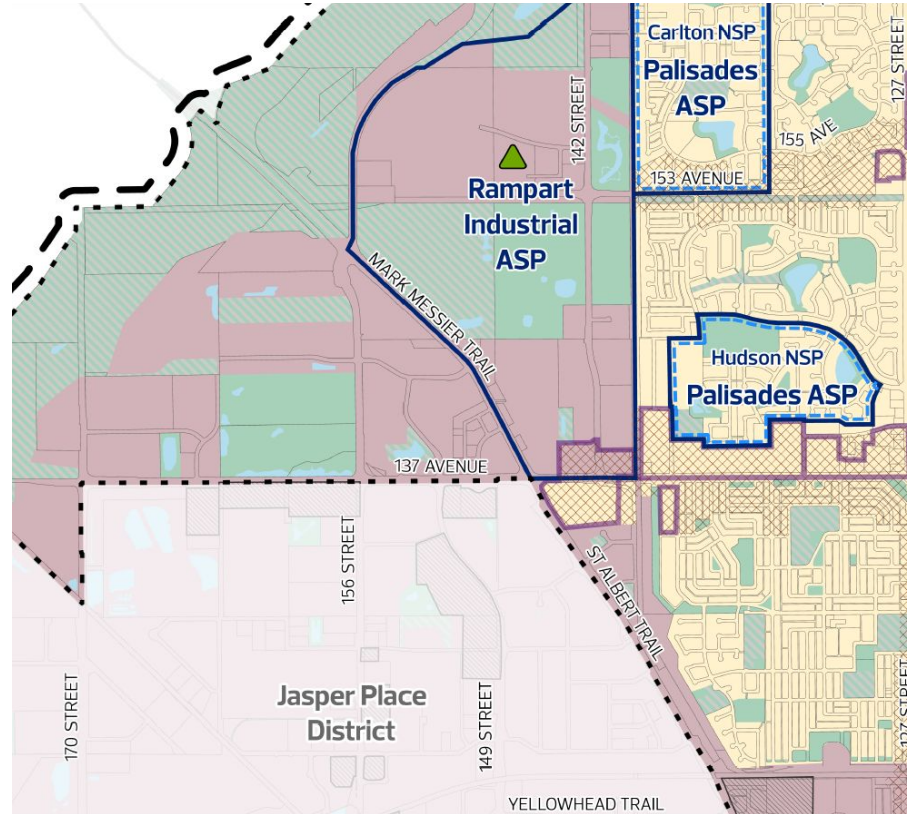 Carlton NSP
Palisades
ASP
127 STREET
142 STREET
155 AVE
153 AVENUE
Rampart
Industrial
ASP
MARK MESSIER TRAIL
Hudson NSP
Palisades ASP
137 AVENUE
156 STREET
ST ALBERT TRAIL
Jasper Place
District
170 STREET
149 STREET
127 STREET
YELLOWHEAD TRAIL